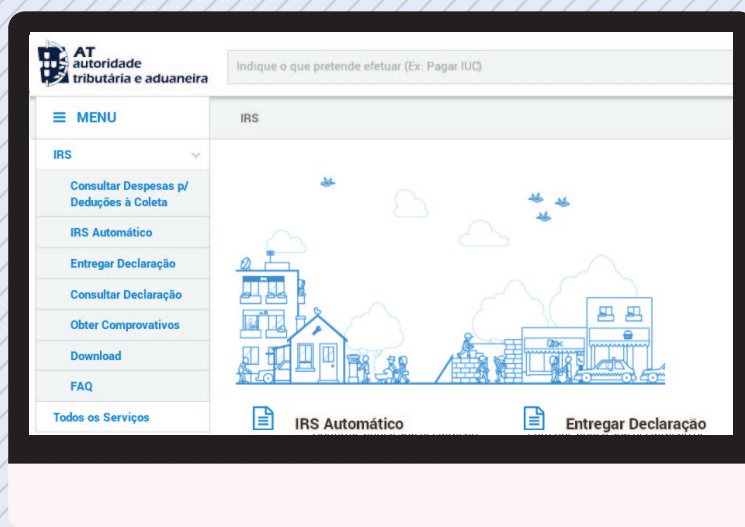 AT
autoridade
tributária e aduaneira
Indique o que pretende efetuar (Ex: Pagar IUC)
MENU
IRS
IRS
Consultar Despesas p/
Deduções à Coleta
IRS Automático
Entregar Declaração
Consultar Declaração
Obter Comprovativos
Download
FAQ
Todos os Serviços
IRS Automático
Entregar Declaração